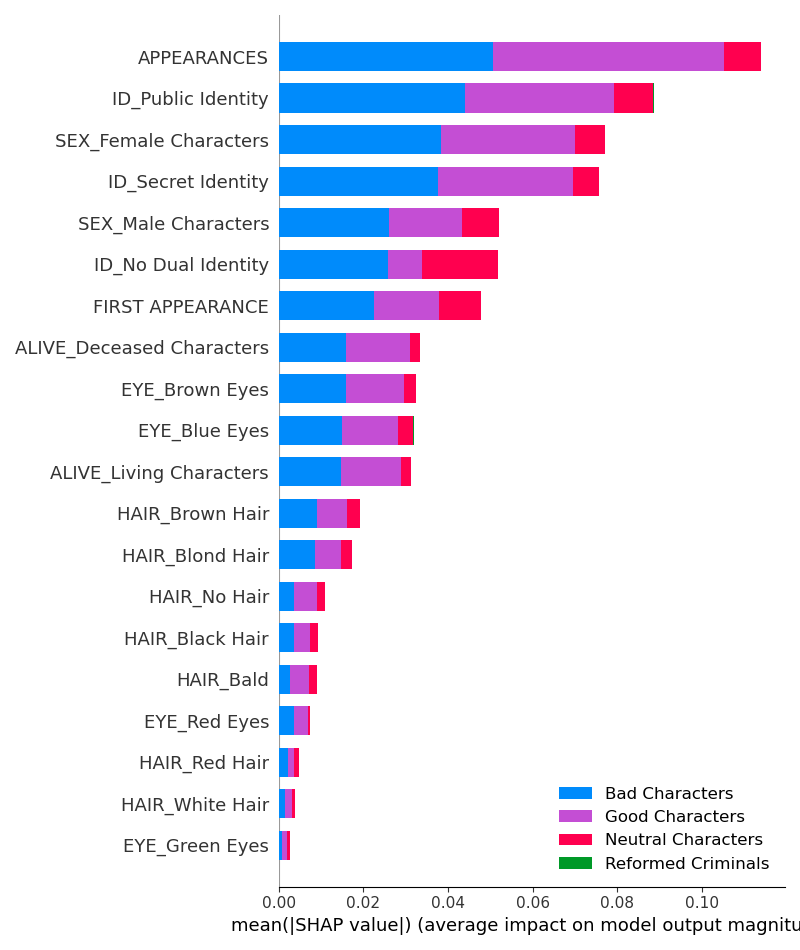 APPEARANCES
ID_Public Identity
SEX_Female Characters
ID_Secret Identity
SEX_Male Characters
ID_No Dual Identity
FIRST APPEARANCE
ALIVE_Deceased Characters
EYE_Brown Eyes
EYE_Blue Eyes
ALIVE_Living Characters
HAIR_Brown Hair
HAIR_Blond Hair
HAIR_No Hair
HAIR_Black Hair
HAIR_Bald
EYE_Red Eyes
HAIR_Red Hair
HAIR_White Hair
EYE_Green Eyes
Bad Characters
Good Characters
Neutral Characters
Reformed Criminals
0.00 0.02 0.04 0.06 0.08 0.10
mean(|SHAP value|) (average impact on model output magnitu